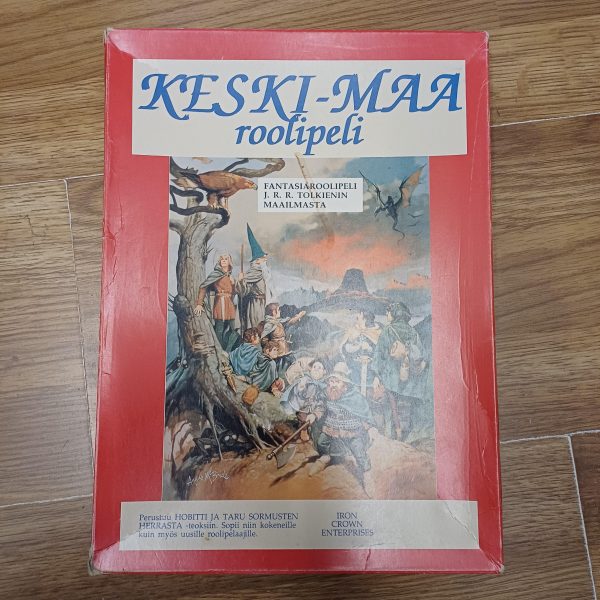 KESKI-MAA
roolipeli
FANTASIAROOLIPELI
J. R. R. TOLKIENIN
MAAILMASTA
Perustuu HOBITTI JA TARU SORMUSTEN
HERRASTA -teoksiin. Sopii niin kokeneille
kuin myös uusille roolipelaajille.
IRON
CROWN
ENTERPRISES